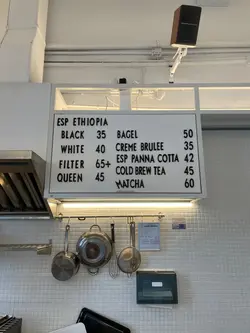 ESP ETHIOPIA
BLACK 35
WHITE 40
FILTER 65+
QUEEN 45
BAGEL 50
CREME BRULEE 35
ESP PANNA COTTA 42
COLD BREW TEA 45
MATCHA 60